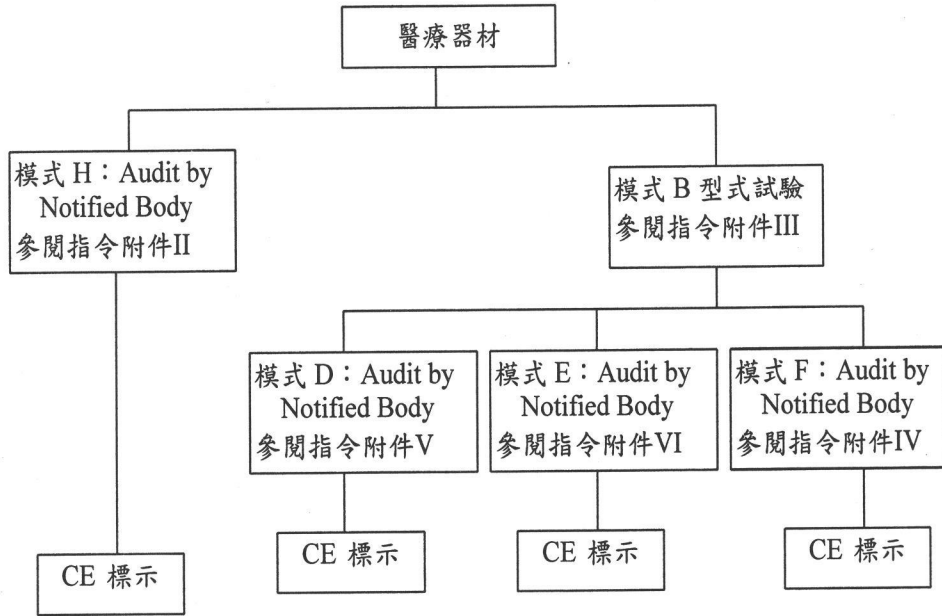 醫療器材
模式 H：Audit by
Notified Body
參閱指令附件II
模式 B 型式試驗
參閱指令附件III
模式 D：Audit by
Notified Body
參閱指令附件V
模式 E：Audit by
Notified Body
參閱指令附件VI
模式 F：Audit by
Notified Body
參閱指令附件IV
CE 標示
CE 標示
CE 標示
CE 標示